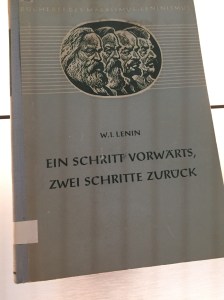 W. I. LENIN
EIN SCHRITT VORWÄRTS,
ZWEI SCHRITTE ZURÜCK